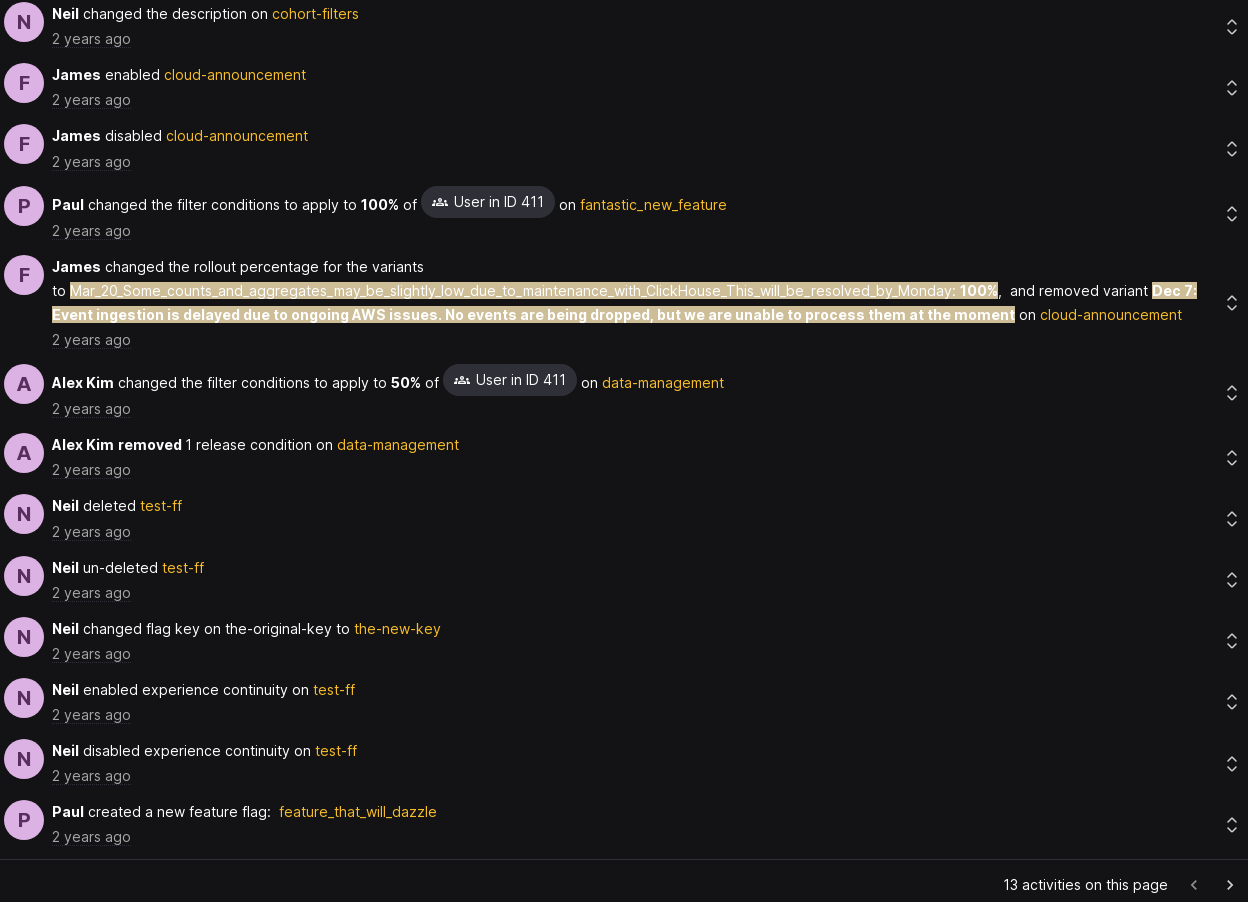 N
Neil changed the description on cohort-filters
2 years ago
F
James enabled cloud-announcement
2 years ago
F
James disabled cloud-announcement
2 years ago
P
Paul changed the filter conditions to apply to 100% of User in ID 411 on fantastic_new_feature
2 years ago
F
James changed the rollout percentage for the variants
to Mar_20_Some_counts_and_aggregates_may_be_slightly_low_due_to_maintenance_with_ClickHouse_This_will_be_resolved_by_Monday: 100%, and removed variant Dec 7:
Event ingestion is delayed due to ongoing AWS issues. No events are being dropped, but we are unable to process them at the moment on cloud-announcement
2 years ago
A
Alex Kim changed the filter conditions to apply to 50% of User in ID 411 on data-management
2 years ago
A
Alex Kim removed 1 release condition on data-management
2 years ago
N
Neil deleted test-ff
2 years ago
N
Neil un-deleted test-ff
2 years ago
N
Neil changed flag key on the-original-key to the-new-key
2 years ago
N
Neil enabled experience continuity on test-ff
2 years ago
N
Neil disabled experience continuity on test-ff
2 years ago
P
Paul created a new feature flag: feature_that_will_dazzle
2 years ago
13 activities on this page